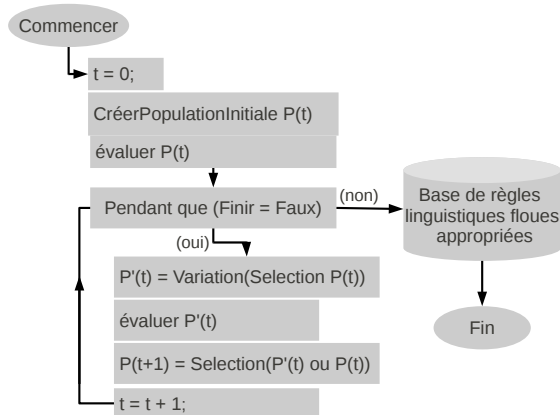 Commencer
t = 0;
CréerPopulationInitiale P(t)
évaluer P(t)
Pendant que (Finir = Faux)
(non)
Base de règles
linguistiques floues
appropriées
(oui)
P'(t) = Variation(Selection P(t))
évaluer P'(t)
P(t+1) = Selection(P'(t) ou P(t))
t = t + 1;
Fin